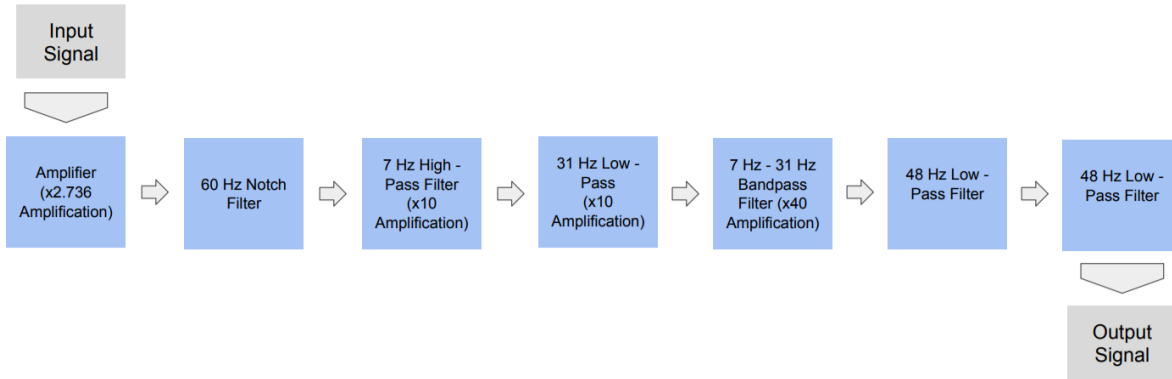 Input
Signal
Amplifier
(x2.736
Amplification)
60 Hz Notch
Filter
7 Hz High -
Pass Filter
(x10
Amplification)
31 Hz Low -
Pass
(x10
Amplification)
7 Hz - 31 Hz
Bandpass
Filter (x40
Amplification)
48 Hz Low -
Pass Filter
48 Hz Low -
Pass Filter
Output
Signal